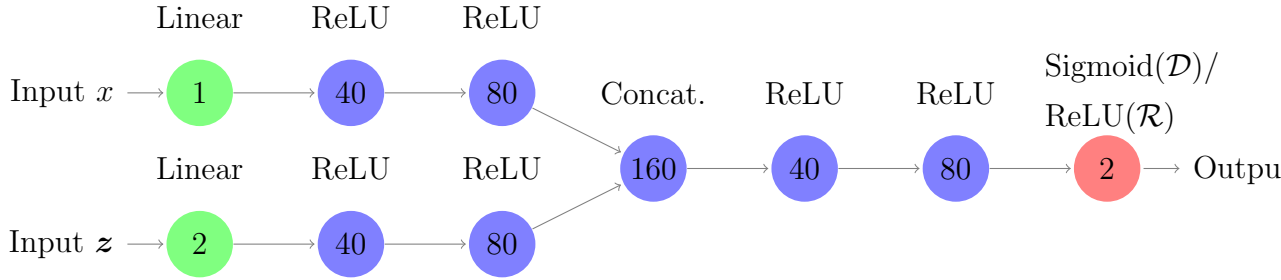 Linear ReLU ReLU
Input x 1 40 80
Sigmoid(𝒟)/
ReLU(ℛ)
Concat. ReLU ReLU
160 40 80 2 Outpu
Linear ReLU ReLU
Input 𝒛 2 40 80